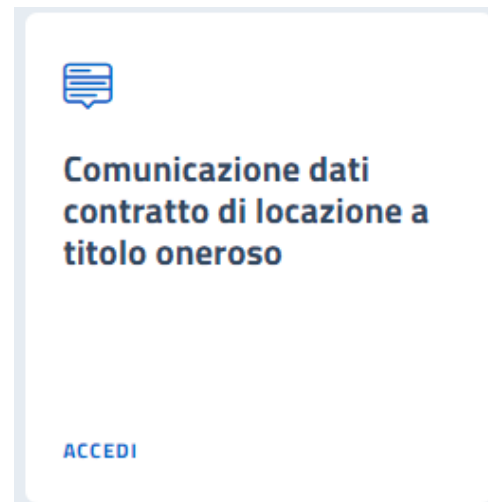 Comunicazione dati
contratto di locazione a
titolo oneroso
ACCEDI